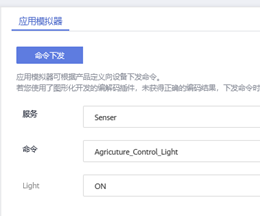 应用模拟器
命令下发
应用模拟器可根据产品定义向设备下发命令。
若您使用了图形化开发的编解码插件，未获得正确的编码结果，下发命令时
服务
Senser
命令
Agricuture_Control_Light
Light
ON